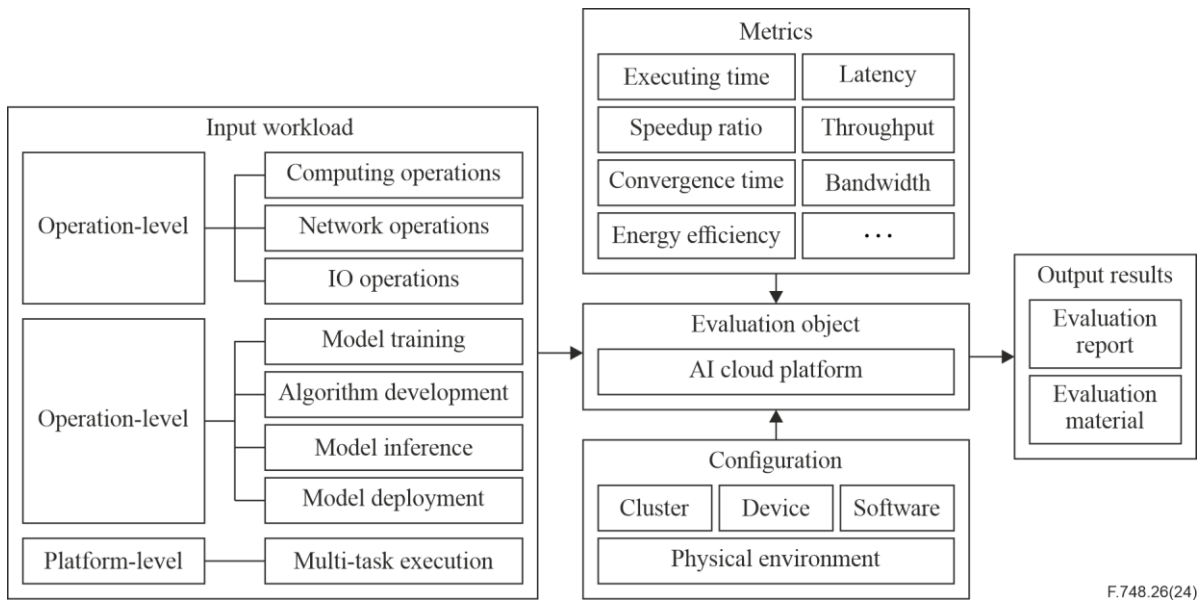 Input workload
Operation-level
Computing operations
Network operations
IO operations
Operation-level
Model training
Algorithm development
Model inference
Model deployment
Platform-level
Multi-task execution
Metrics
Executing time
Latency
Speedup ratio
Throughput
Convergence time
Bandwidth
Energy efficiency
…
Evaluation object
AI cloud platform
Configuration
Cluster
Device
Software
Physical environment
Output results
Evaluation
report
Evaluation
material
F.748.26(24)